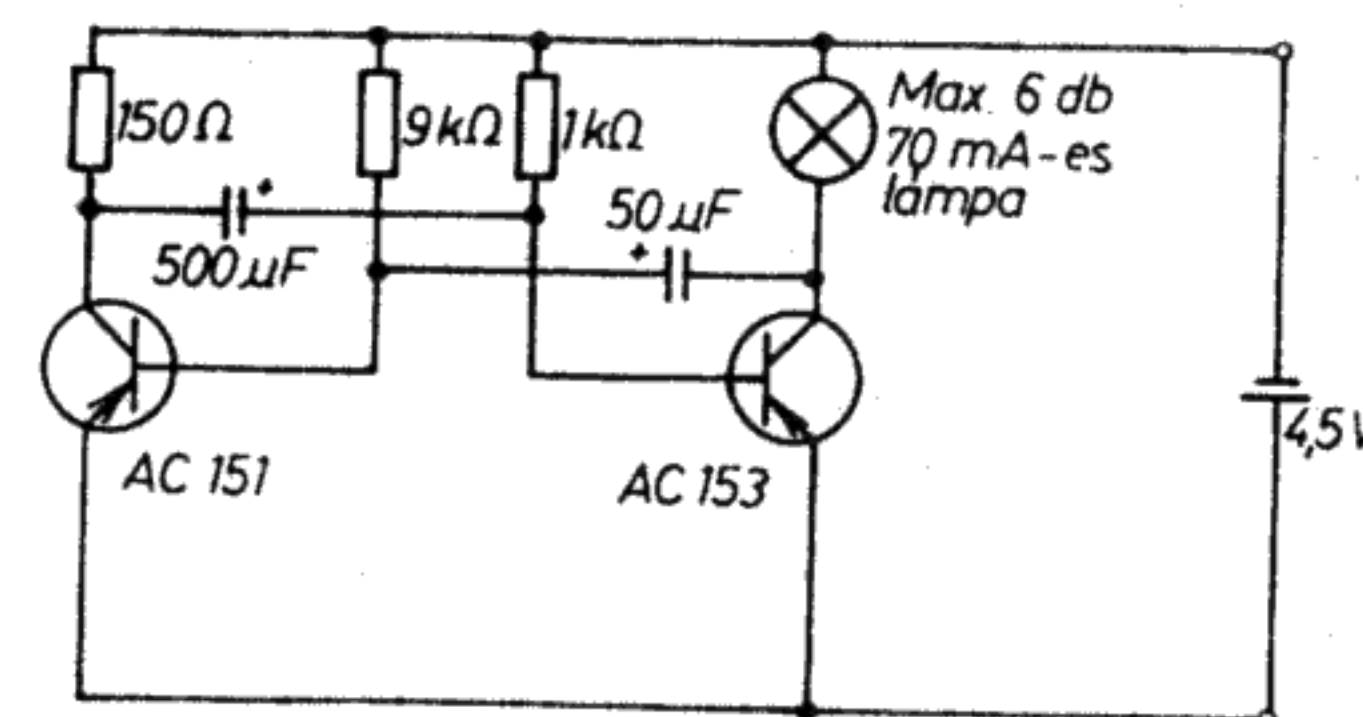 150Ω
9kΩ
1kΩ
Max. 6 db
70 mA-es
lámpa
500µF
50µF
AC 151
AC 153
4,5V